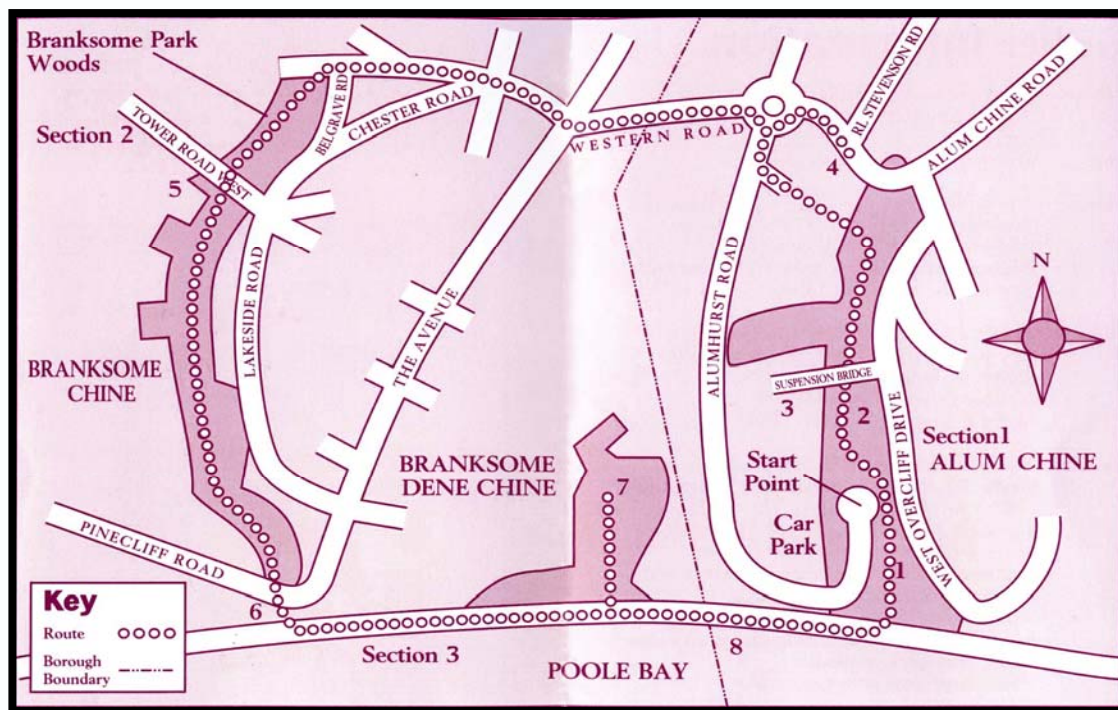 Branksome Park
Woods
Section 2
TOWER ROAD WEST
5
BELGRAVE RD
CHESTER ROAD
WESTERN ROAD
RL STEVENSON RD
4
ALUM CHINE ROAD
N
LAKESIDE ROAD
THE AVENUE
ALUMHURST ROAD
BRANKSOME
CHINE
SUSPENSION BRIDGE
3
2
WEST OVERCLIFF DRIVE
Section1
ALUM CHINE
BRANKSOME
DENE CHINE
7
Start
Point
Car
Park
1
PINECLIFF ROAD
6
Key
Route
Borough
Boundary
Section 3
8
POOLE BAY